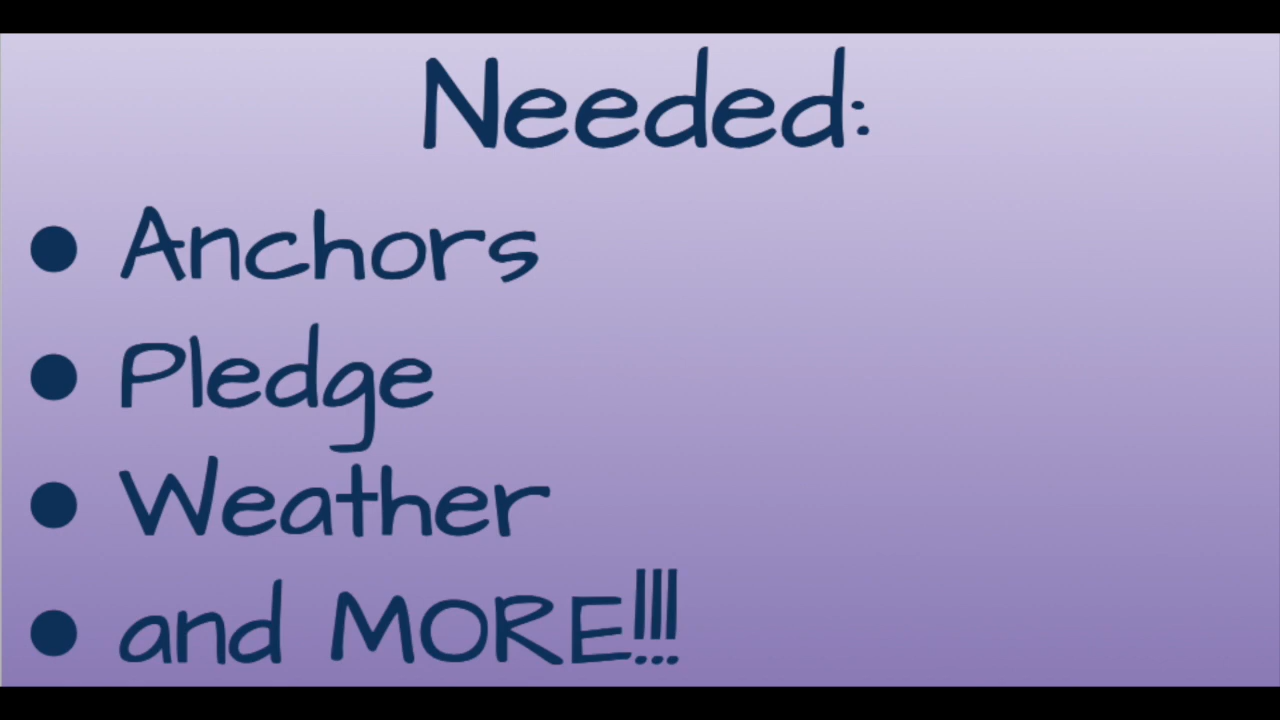 Needed:
● Anchors
● Pledge
● Weather
● and MORE!!!